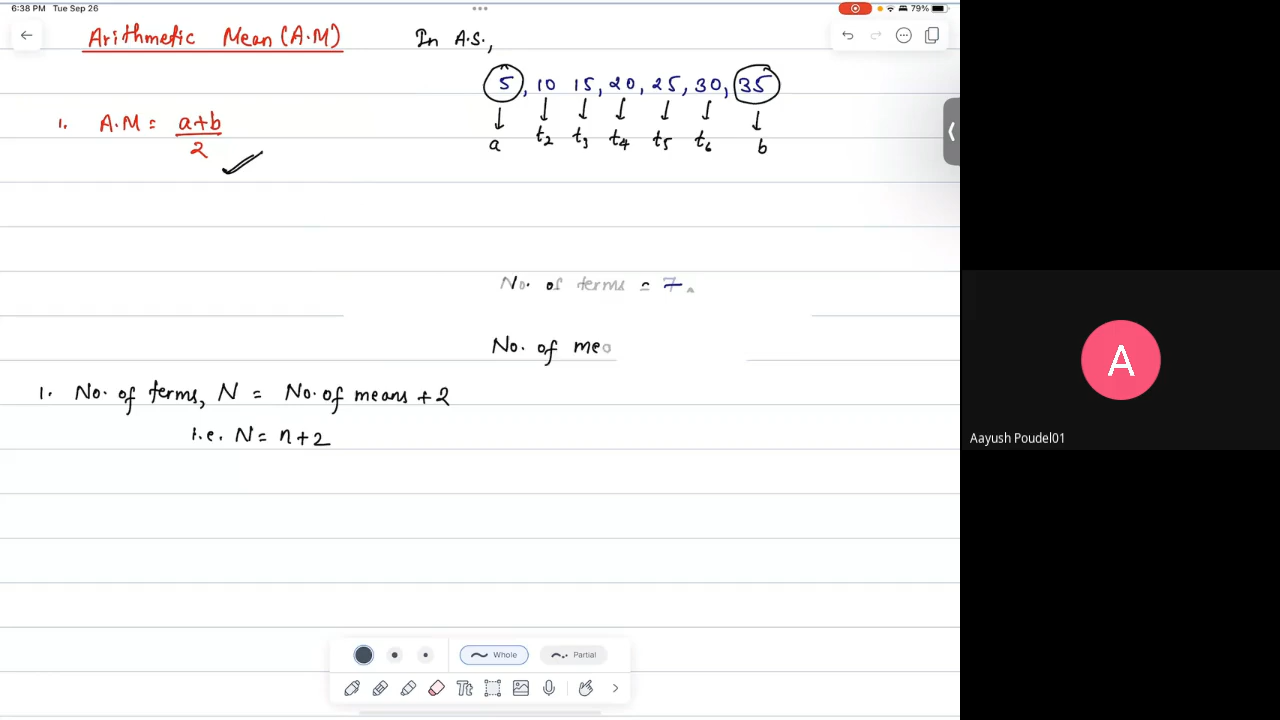 6:38 PM Tue Sep 26
79%
Arithmetic Mean (A.M)
In A.S.,
5, 10 15, 20, 25, 30, 35
a t2 t3 t4 t5 t6 b
1. A.M = a+b
2
No. of terms = 7
No. of mea
1. No. of terms, N = No. of means + 2
i.e. N = n+2
A
Aayush Poudel01
Whole
Partial
Tt